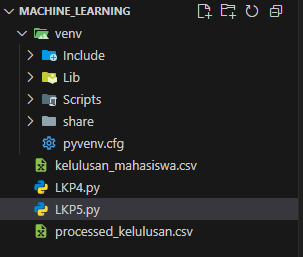 MACHINE_LEARNING
venv
Include
Lib
Scripts
share
pyvenv.cfg
kelulusan_mahasiswa.csv
LKP4.py
LKP5.py
processed_kelulusan.csv